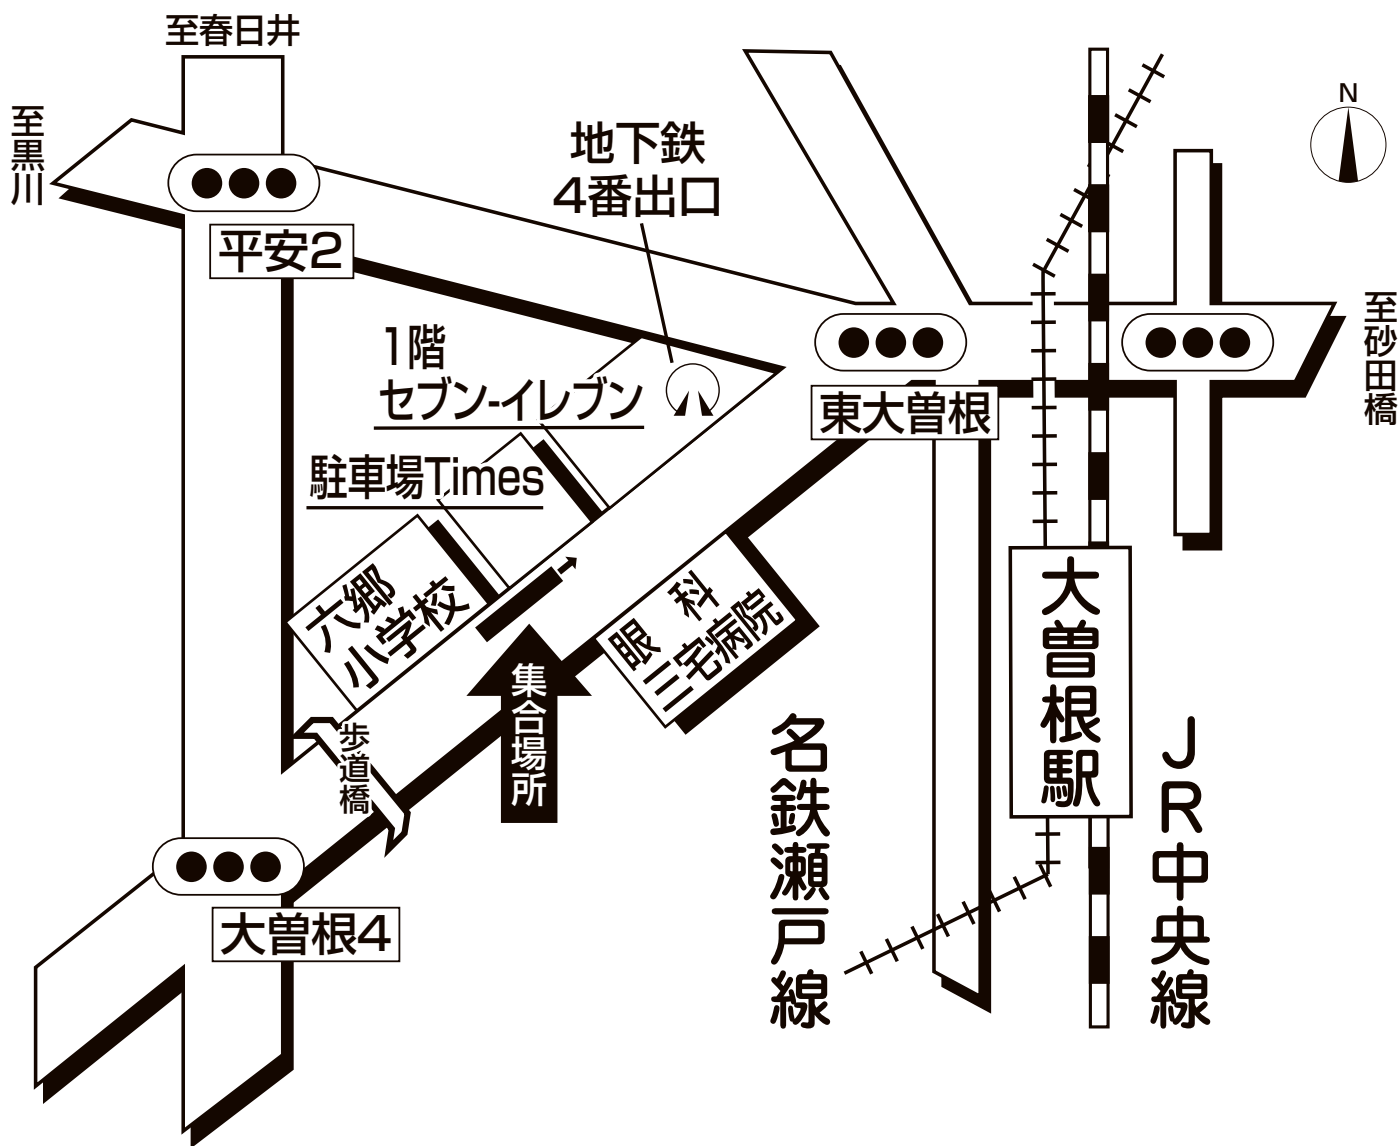 至春日井
至黒川
N
地下鉄
4番出口
平安2
至砂田橋
1階
セブン-イレブン
東大曽根
駐車場Times
六郷
小学校
眼科
三宅病院
大曽根駅
集合場所
歩道橋
名鉄瀬戸線
JR中央線
大曽根4